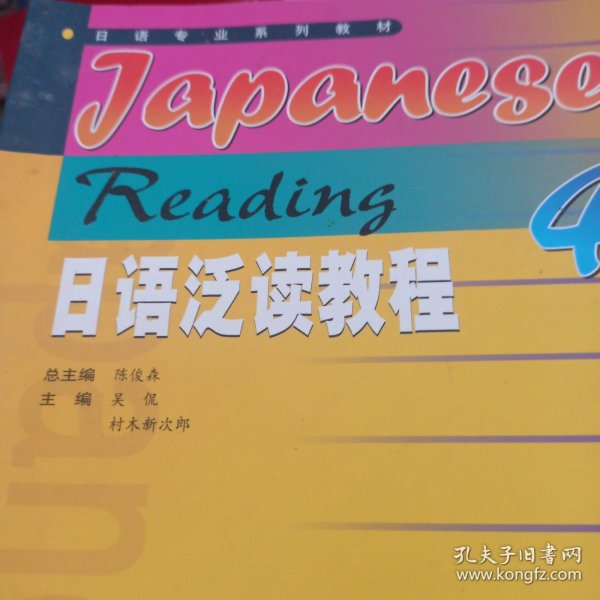 日语专业系列教材
Japanese
Reading
4
日语泛读教程
总主编 陈俊森
主 编 吴 侃
村木新次郎
孔夫子旧书网
www.kongfz.com